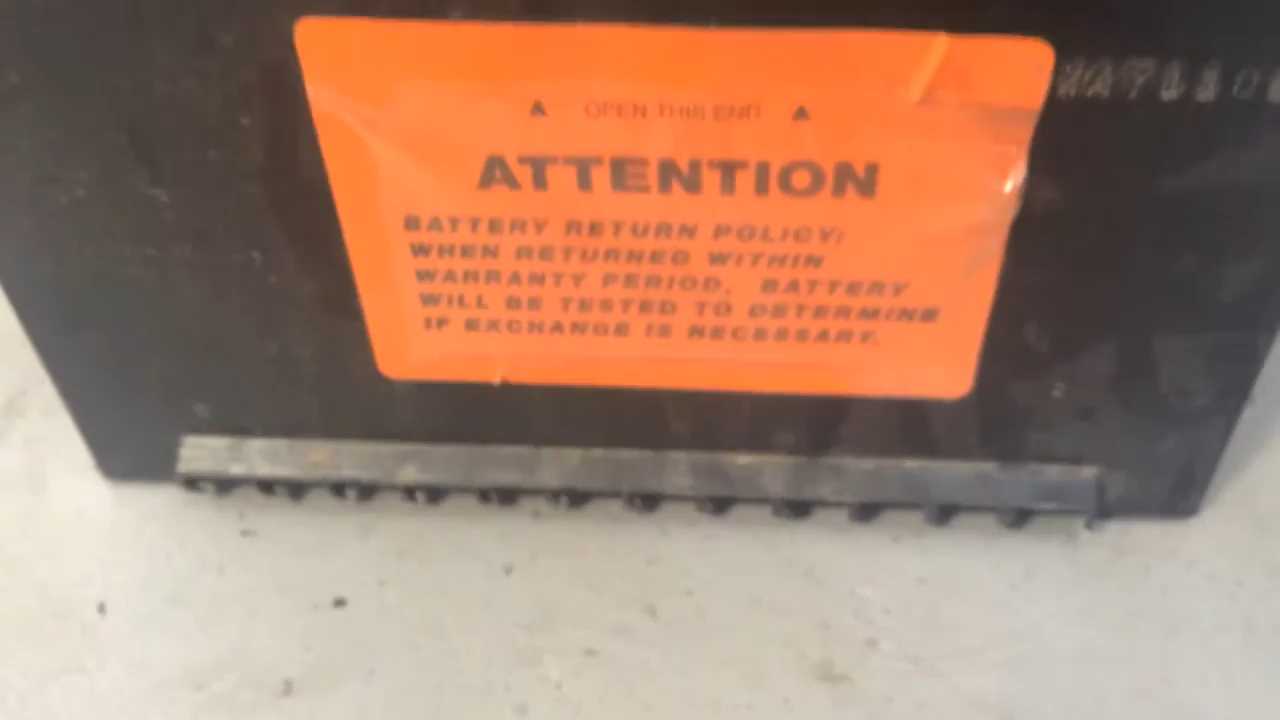 ▲ OPEN THIS END ▲
ATTENTION
BATTERY RETURN POLICY:
WHEN RETURNED WITHIN
WARRANTY PERIOD, BATTERY
WILL BE TESTED TO DETERMINE
IF EXCHANGE IS NECESSARY.